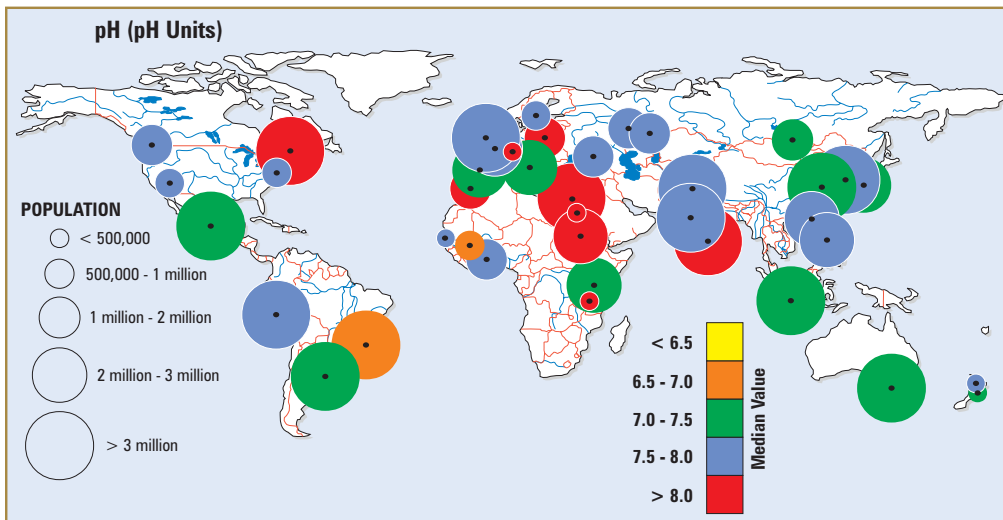 pH (pH Units)
POPULATION
< 500,000
500,000 - 1 million
1 million - 2 million
2 million - 3 million
> 3 million
< 6.5
6.5 - 7.0
7.0 - 7.5
7.5 - 8.0
> 8.0
Median Value